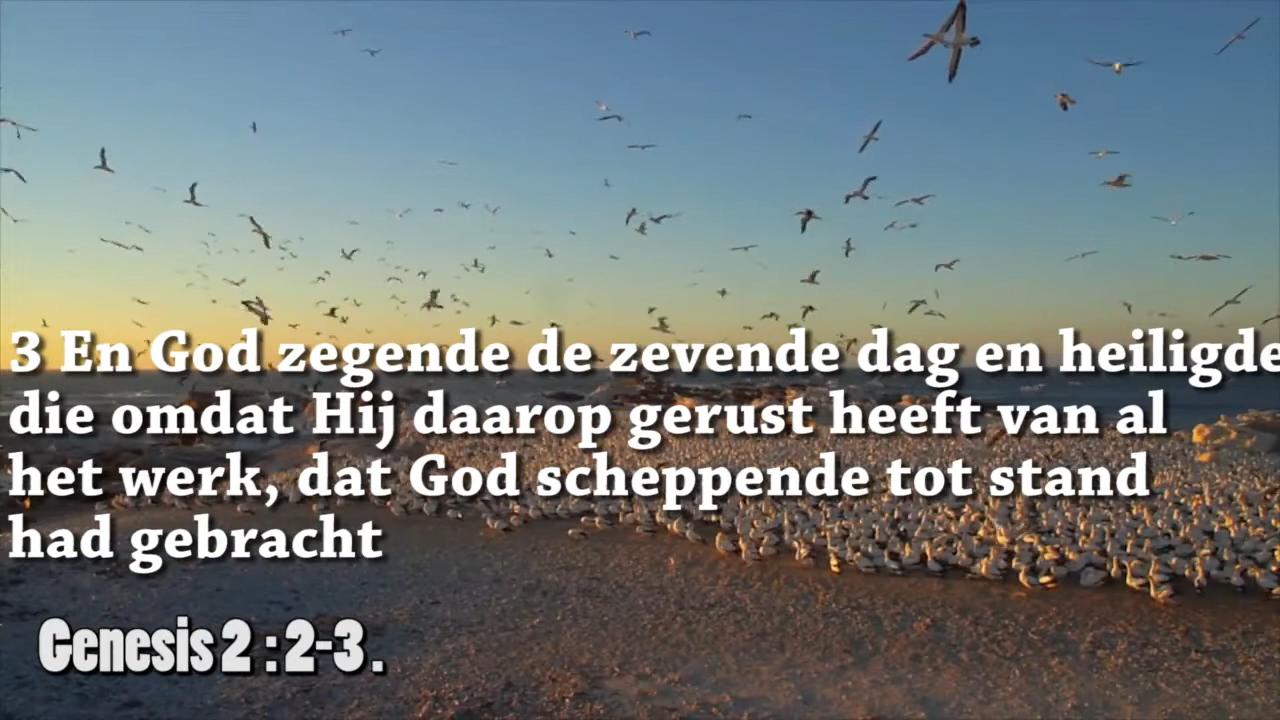 3 En God zegende de zevende dag en heiligde
die omdat Hij daarop gerust heeft van al
het werk, dat God scheppende tot stand
had gebracht
Genesis 2 : 2-3 .